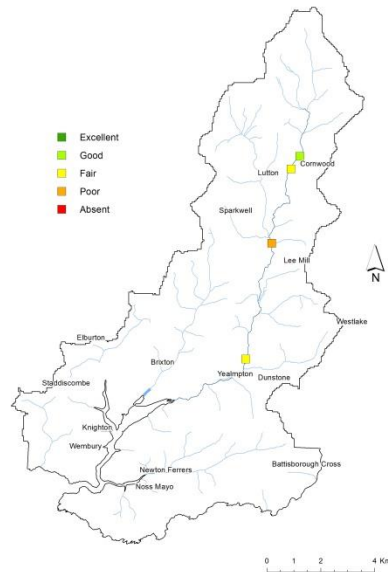 Excellent
Good
Fair
Poor
Absent
Cornwood
Lutton
Sparkwell
Lee Mill
N
Westlake
Elburton
Brixton
Yealmpton
Dunstone
Staddiscombe
Knighton
Wembury
Newton Ferrers
Battisborough Cross
Noss Mayo
0 1 2 4 Km